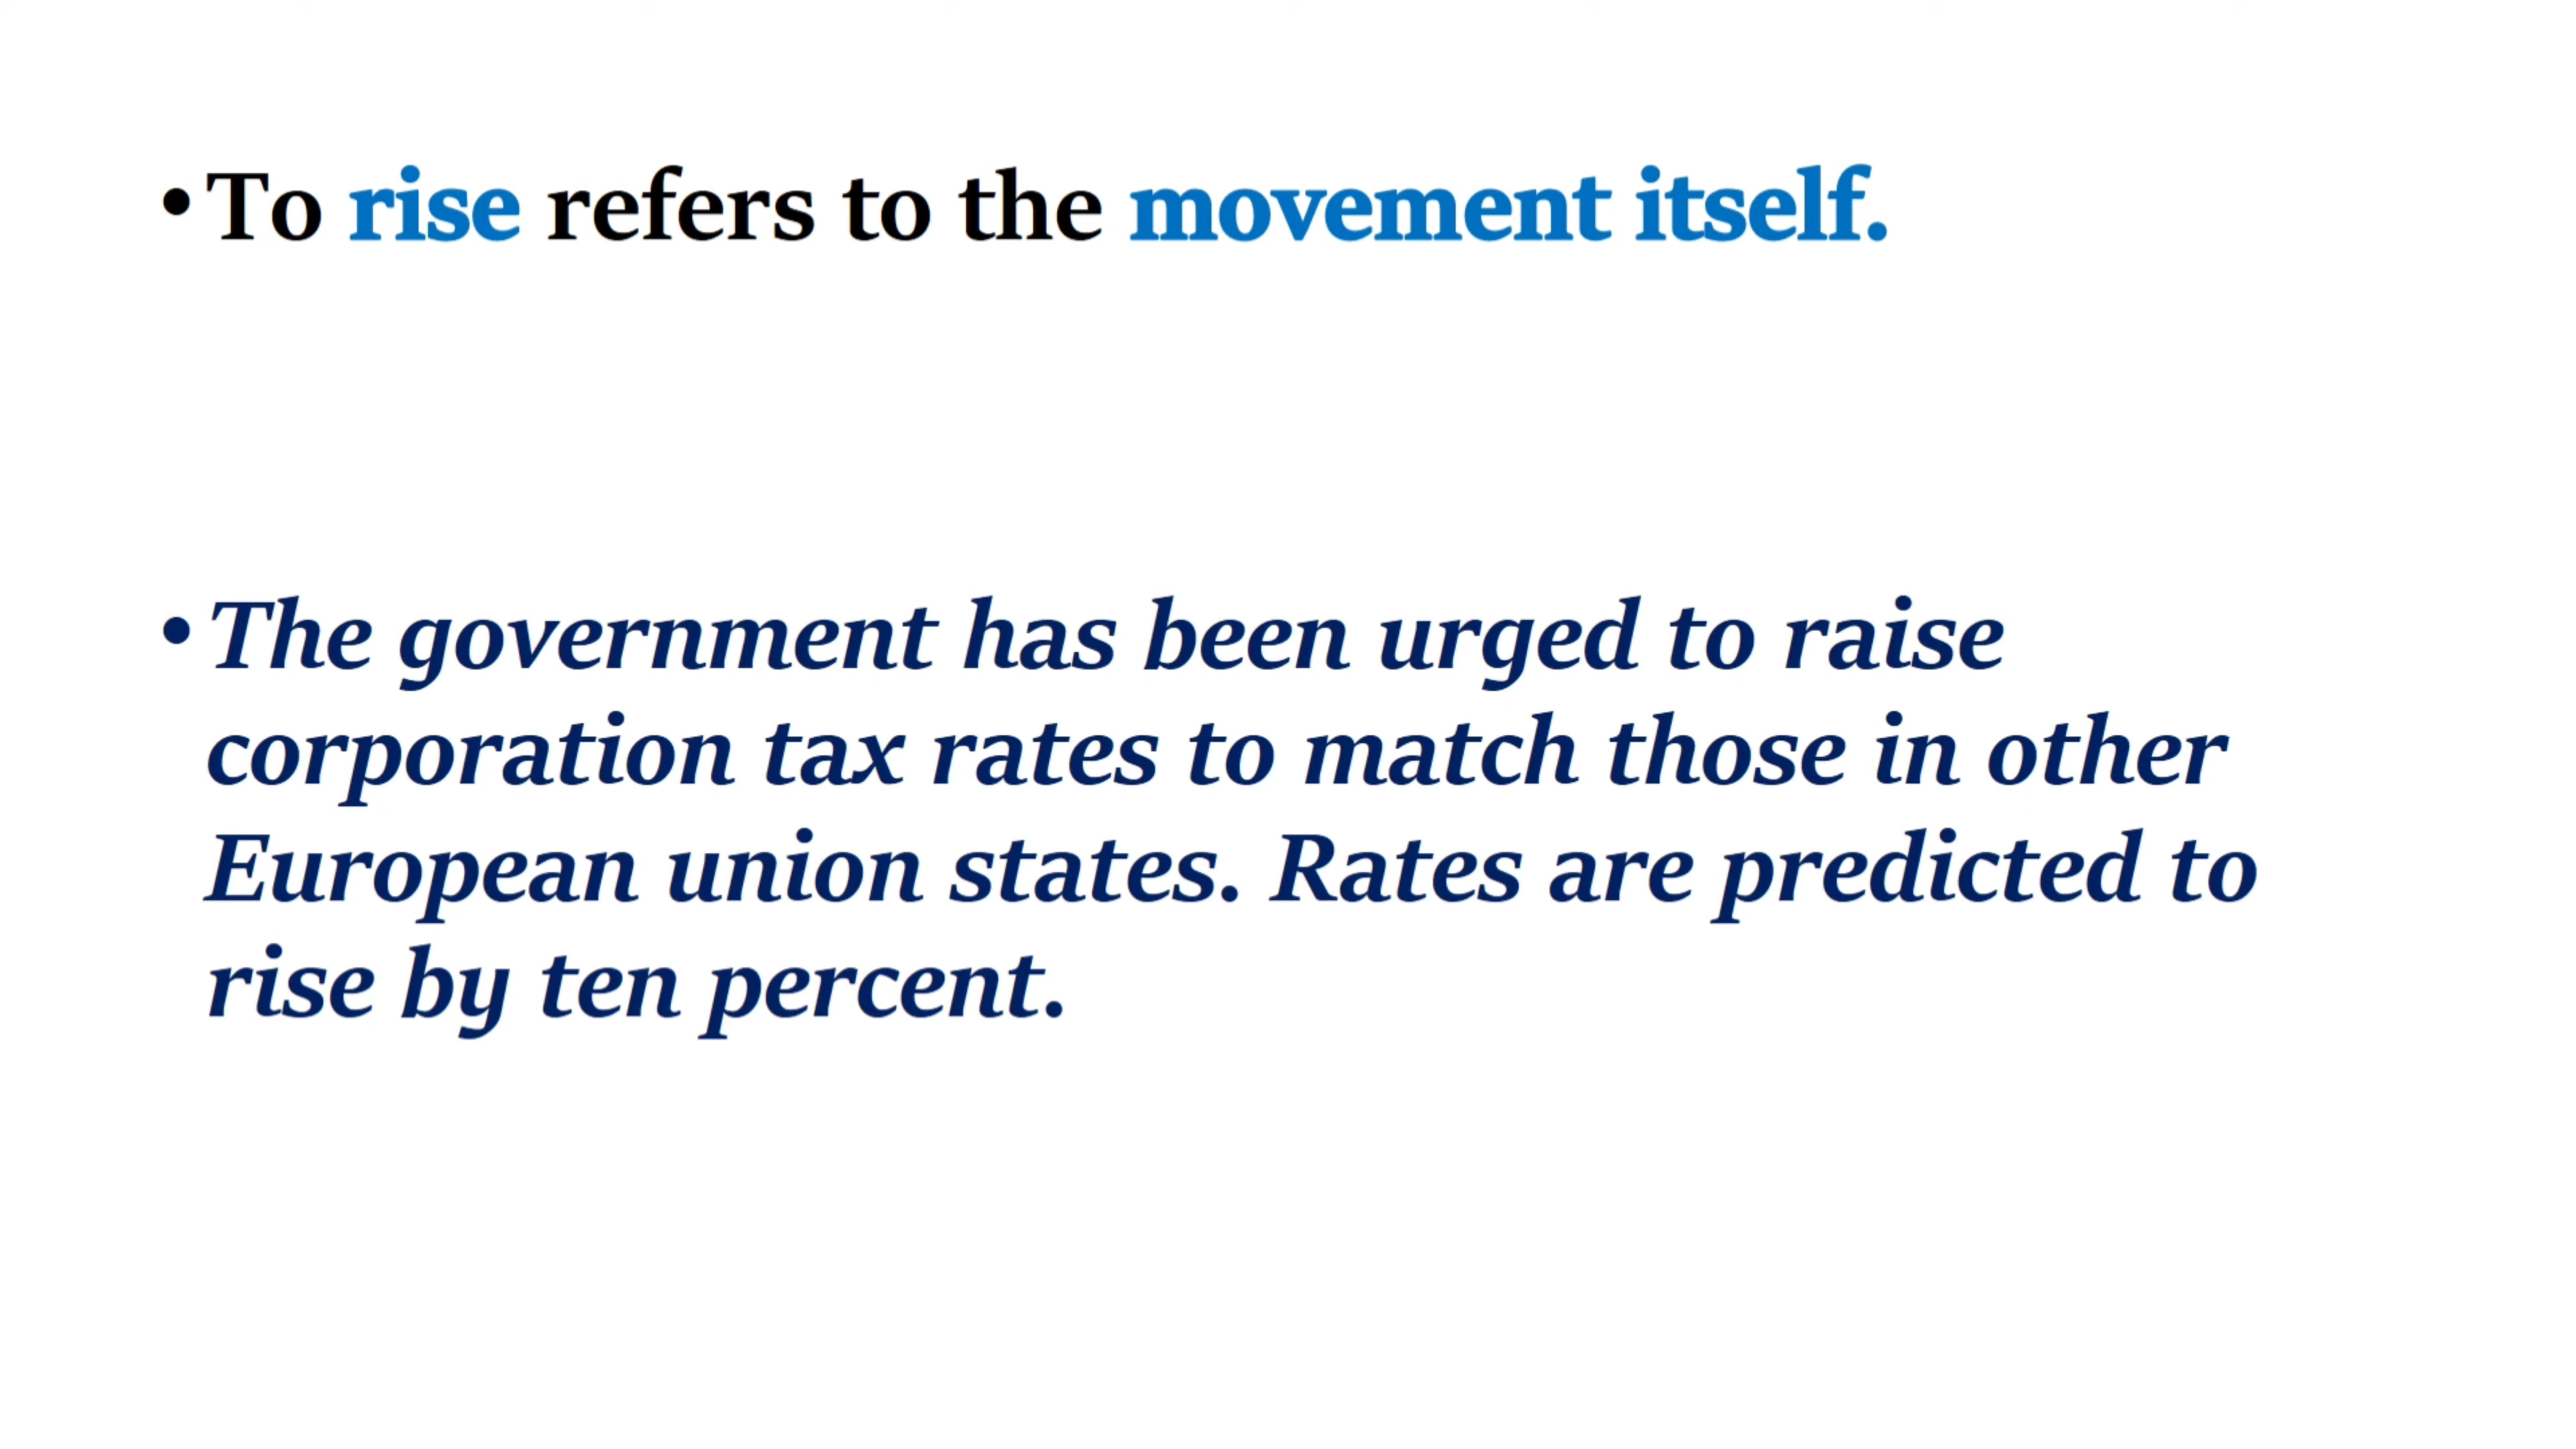 • To rise refers to the movement itself.
• The government has been urged to raise
corporation tax rates to match those in other
European union states. Rates are predicted to
rise by ten percent.